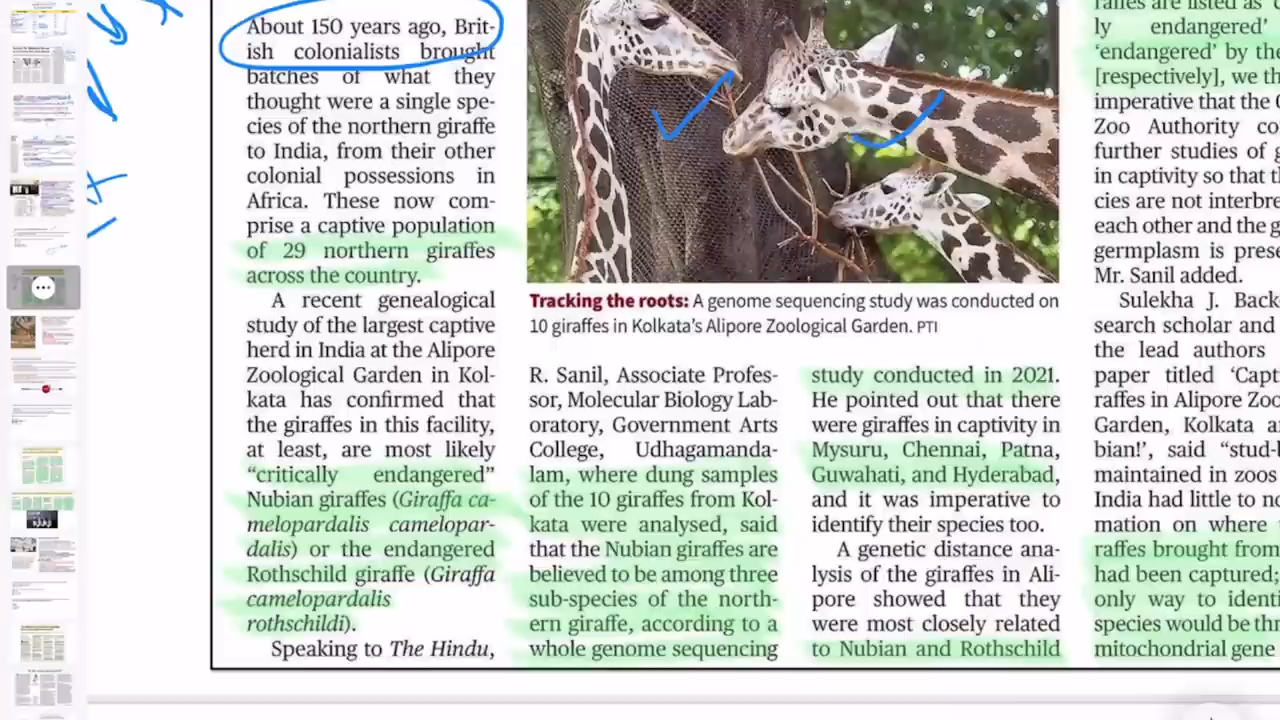 About 150 years ago, Brit-
ish colonialists brought
batches of what they
thought were a single spe-
cies of the northern giraffe
to India, from their other
colonial possessions in
Africa. These now com-
prise a captive population
of 29 northern giraffes
across the country.
A recent genealogical
study of the largest captive
herd in India at the Alipore
Zoological Garden in Kol-
kata has confirmed that
the giraffes in this facility,
at least, are most likely
“critically endangered”
Nubian giraffes (Giraffa ca-
melopardalis camelopar-
dalis) or the endangered
Rothschild giraffe (Giraffa
camelopardalis
rothschildi).
Speaking to The Hindu,
Tracking the roots: A genome sequencing study was conducted on
10 giraffes in Kolkata’s Alipore Zoological Garden. PTI
R. Sanil, Associate Profes-
sor, Molecular Biology Lab-
oratory, Government Arts
College, Udhagamanda-
lam, where dung samples
of the 10 giraffes from Kol-
kata were analysed, said
that the Nubian giraffes are
believed to be among three
sub-species of the north-
ern giraffe, according to a
whole genome sequencing
study conducted in 2021.
He pointed out that there
were giraffes in captivity in
Mysuru, Chennai, Patna,
Guwahati, and Hyderabad,
and it was imperative to
identify their species too.
A genetic distance ana-
lysis of the giraffes in Ali-
pore showed that they
were most closely related
to Nubian and Rothschild
raffes are listed as
ly endangered’
‘endangered’ by the
[respectively], we th
imperative that the
Zoo Authority co
further studies of g
in captivity so that th
cies are not interbre
each other and the g
germplasm is prese
Mr. Sanil added.
Sulekha J. Back
search scholar and
the lead authors
paper titled ‘Capti
raffes in Alipore Zoo
Garden, Kolkata ar
bian!’, said “stud-b
maintained in zoos
India had little to no
mation on where
raffes brought from
had been captured;
only way to identi
species would be thr
mitochondrial gene